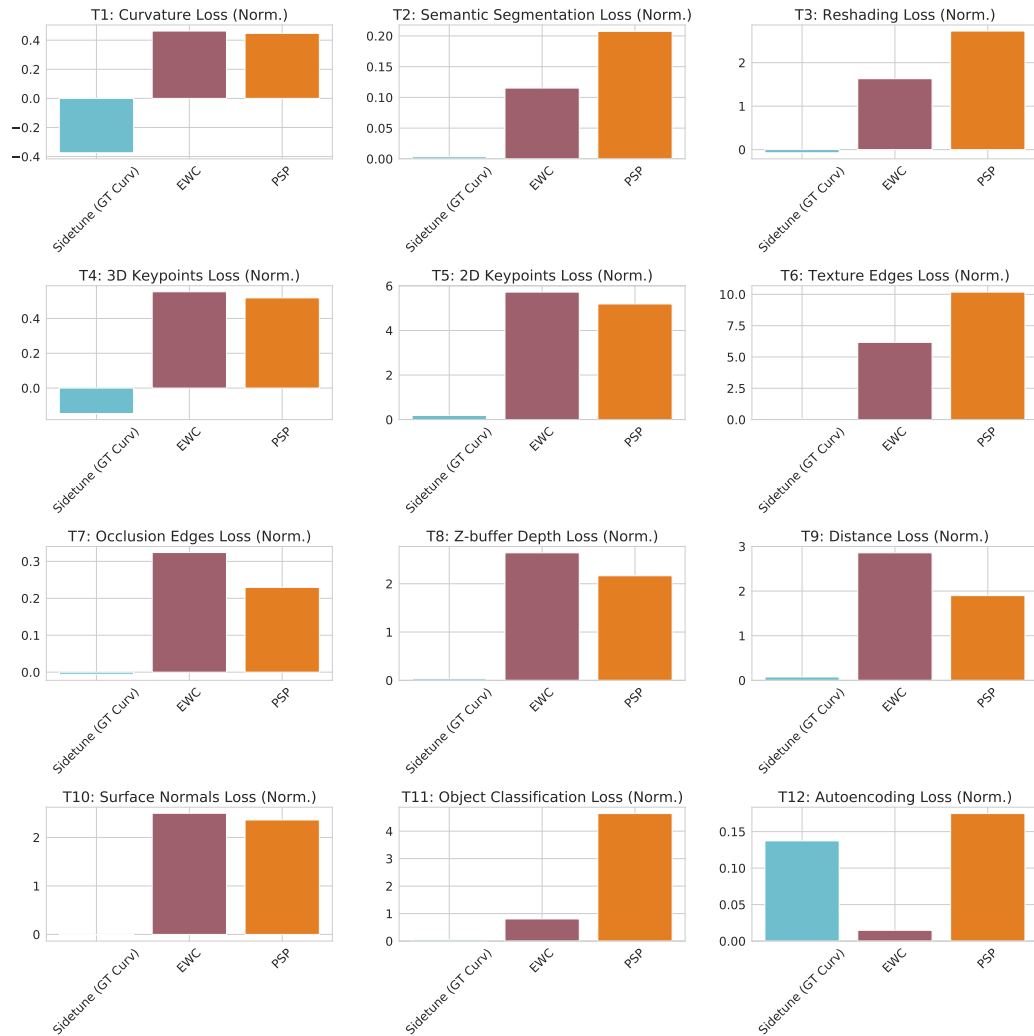 T1: Curvature Loss (Norm.)
0.4
0.2
0.0
−0.2
−0.4
Sidetune (GT Curv)
EWC
PSP
T2: Semantic Segmentation Loss (Norm.)
0.20
0.15
0.10
0.05
0.00
Sidetune (GT Curv)
EWC
PSP
T3: Reshading Loss (Norm.)
2
1
0
Sidetune (GT Curv)
EWC
PSP
T4: 3D Keypoints Loss (Norm.)
0.4
0.2
0.0
Sidetune (GT Curv)
EWC
PSP
T5: 2D Keypoints Loss (Norm.)
6
4
2
0
Sidetune (GT Curv)
EWC
PSP
T6: Texture Edges Loss (Norm.)
10.0
7.5
5.0
2.5
0.0
Sidetune (GT Curv)
EWC
PSP
T7: Occlusion Edges Loss (Norm.)
0.3
0.2
0.1
0.0
Sidetune (GT Curv)
EWC
PSP
T8: Z-buffer Depth Loss (Norm.)
2
1
0
Sidetune (GT Curv)
EWC
PSP
T9: Distance Loss (Norm.)
3
2
1
0
Sidetune (GT Curv)
EWC
PSP
T10: Surface Normals Loss (Norm.)
2
1
0
Sidetune (GT Curv)
EWC
PSP
T11: Object Classification Loss (Norm.)
4
3
2
1
0
Sidetune (GT Curv)
EWC
PSP
T12: Autoencoding Loss (Norm.)
0.15
0.10
0.05
0.00
Sidetune (GT Curv)
EWC
PSP